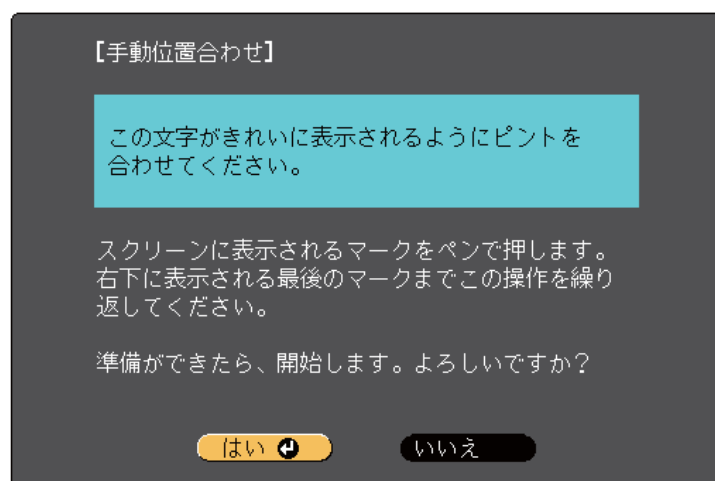 【手動位置合わせ】
この文字がきれいに表示されるようにピントを
合わせてください。
スクリーンに表示されるマークをペンで押します。
右下に表示される最後のマークまでこの操作を繰り
返してください。
準備ができたら、開始します。よろしいですか？
はい
いいえ